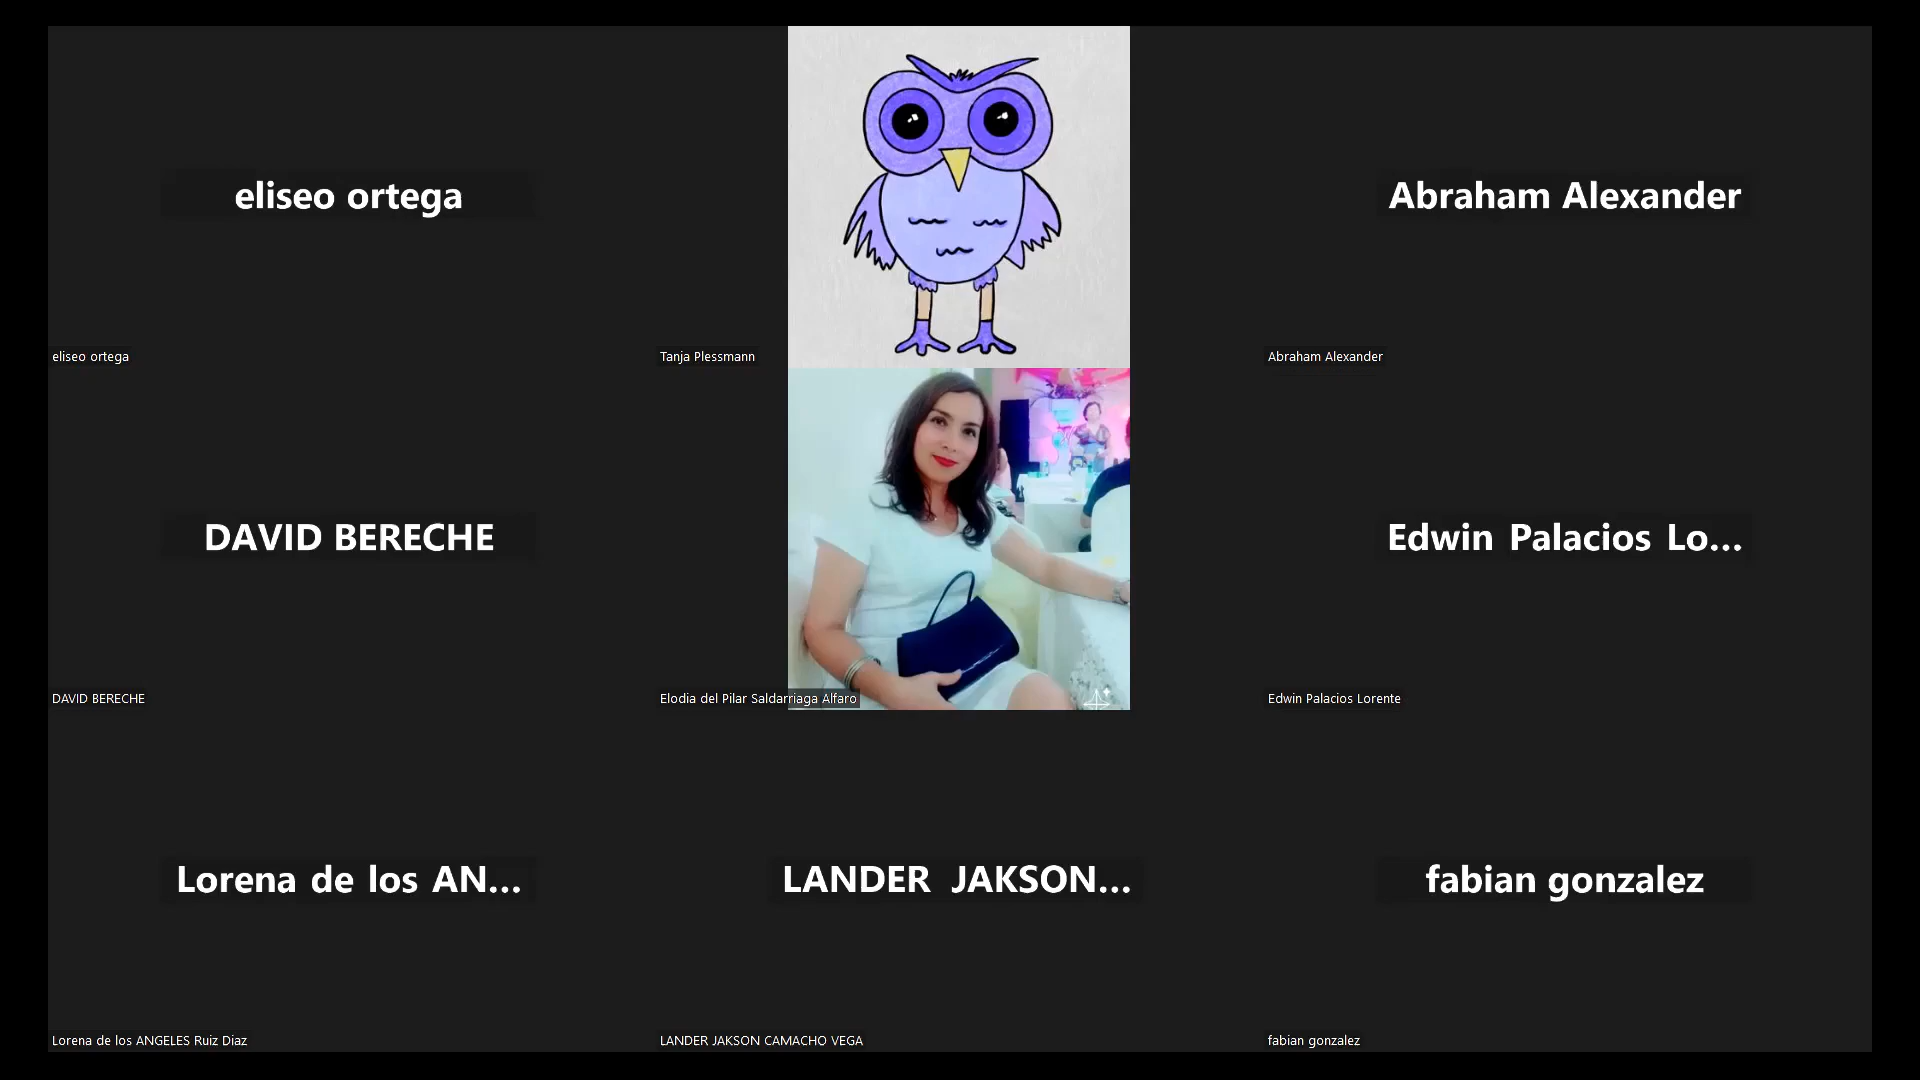 eliseo ortega
Abraham Alexander
eliseo ortega
Tanja Plessmann
Abraham Alexander
DAVID BERECHE
Edwin Palacios Lo...
DAVID BERECHE
Elodia del Pilar Saldarriaga Alfaro
Edwin Palacios Lorente
Lorena de los AN...
LANDER JAKSON...
fabian gonzalez
Lorena de los ANGELES Ruiz Diaz
LANDER JAKSON CAMACHO VEGA
fabian gonzalez